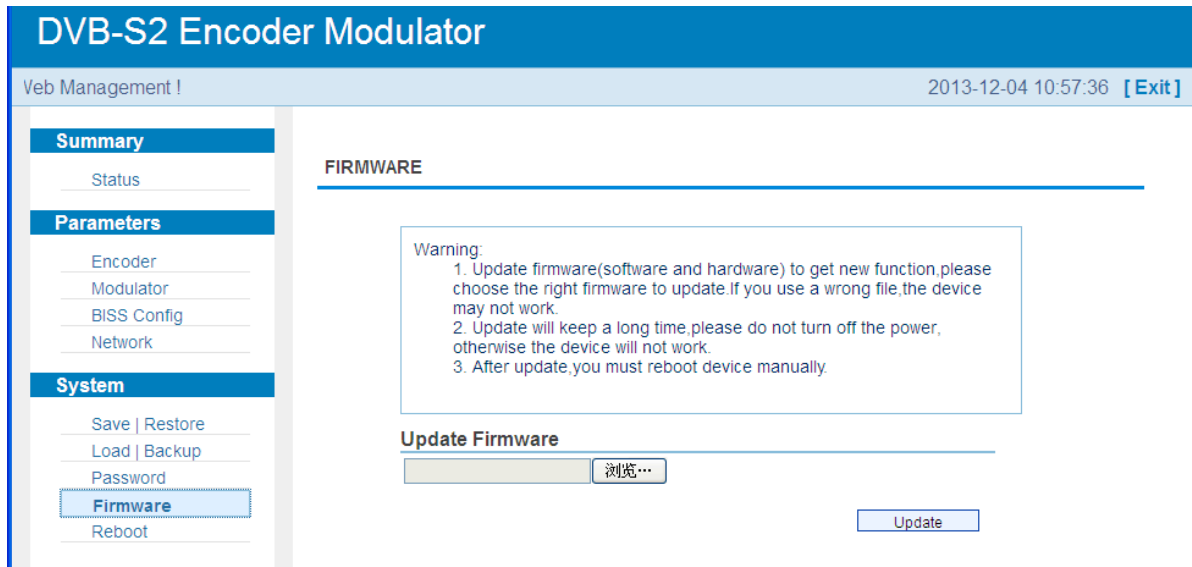 DVB-S2 Encoder Modulator
Web Management !
2013-12-04 10:57:36 [ Exit ]
Summary
Status
Parameters
Encoder
Modulator
BISS Config
Network
System
Save | Restore
Load | Backup
Password
Firmware
Reboot
FIRMWARE
Warning:
1. Update firmware(software and hardware) to get new function,please
choose the right firmware to update.If you use a wrong file,the device
may not work.
2. Update will keep a long time,please do not turn off the power,
otherwise the device will not work.
3. After update,you must reboot device manually.
Update Firmware
浏览…
Update